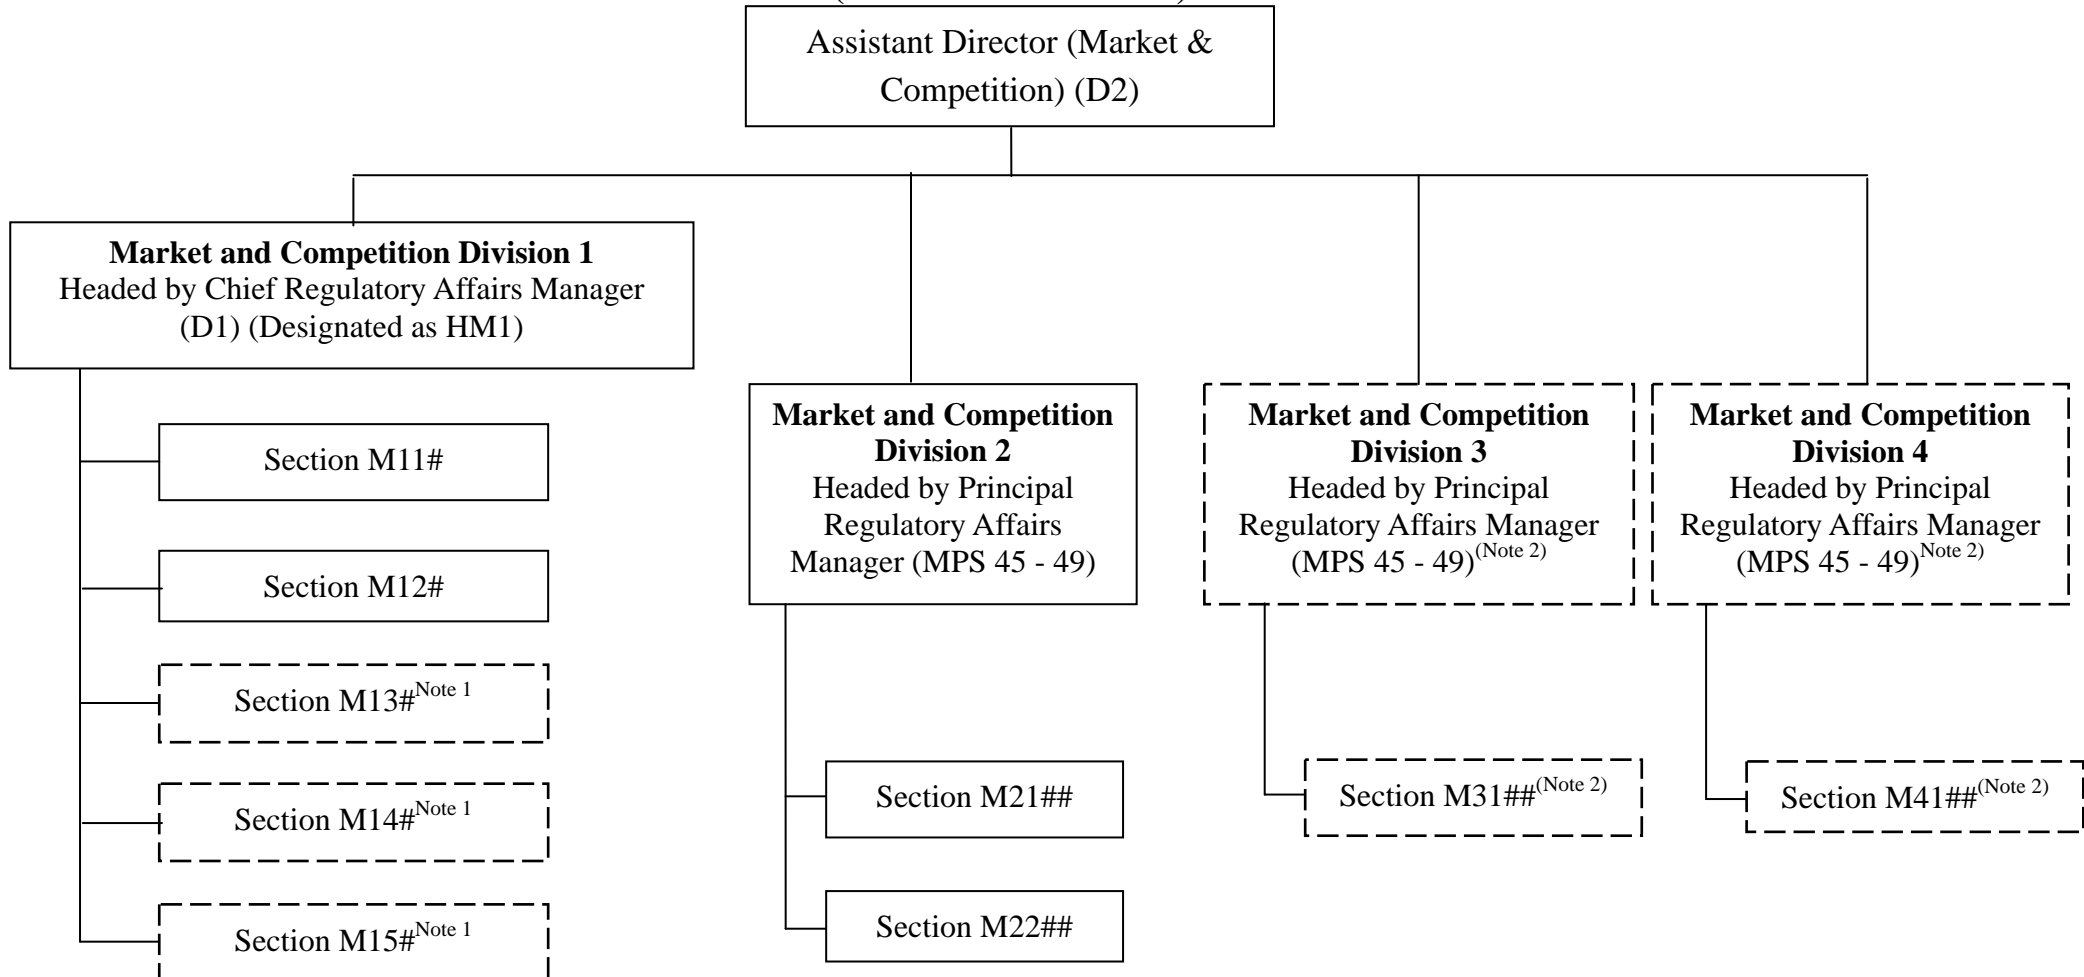 Assistant Director (Market &
Competition) (D2)
Market and Competition Division 1
Headed by Chief Regulatory Affairs Manager
(D1) (Designated as HM1)
Section M11#
Section M12#
Section M13#Note 1
Section M14#Note 1
Section M15#Note 1
Market and Competition
Division 2
Headed by Principal
Regulatory Affairs
Manager (MPS 45 - 49)
Section M21##
Section M22##
Market and Competition
Division 3
Headed by Principal
Regulatory Affairs Manager
(MPS 45 - 49)(Note 2)
Section M31##(Note 2)
Market and Competition
Division 4
Headed by Principal
Regulatory Affairs Manager
(MPS 45 - 49)Note 2)
Section M41##(Note 2)